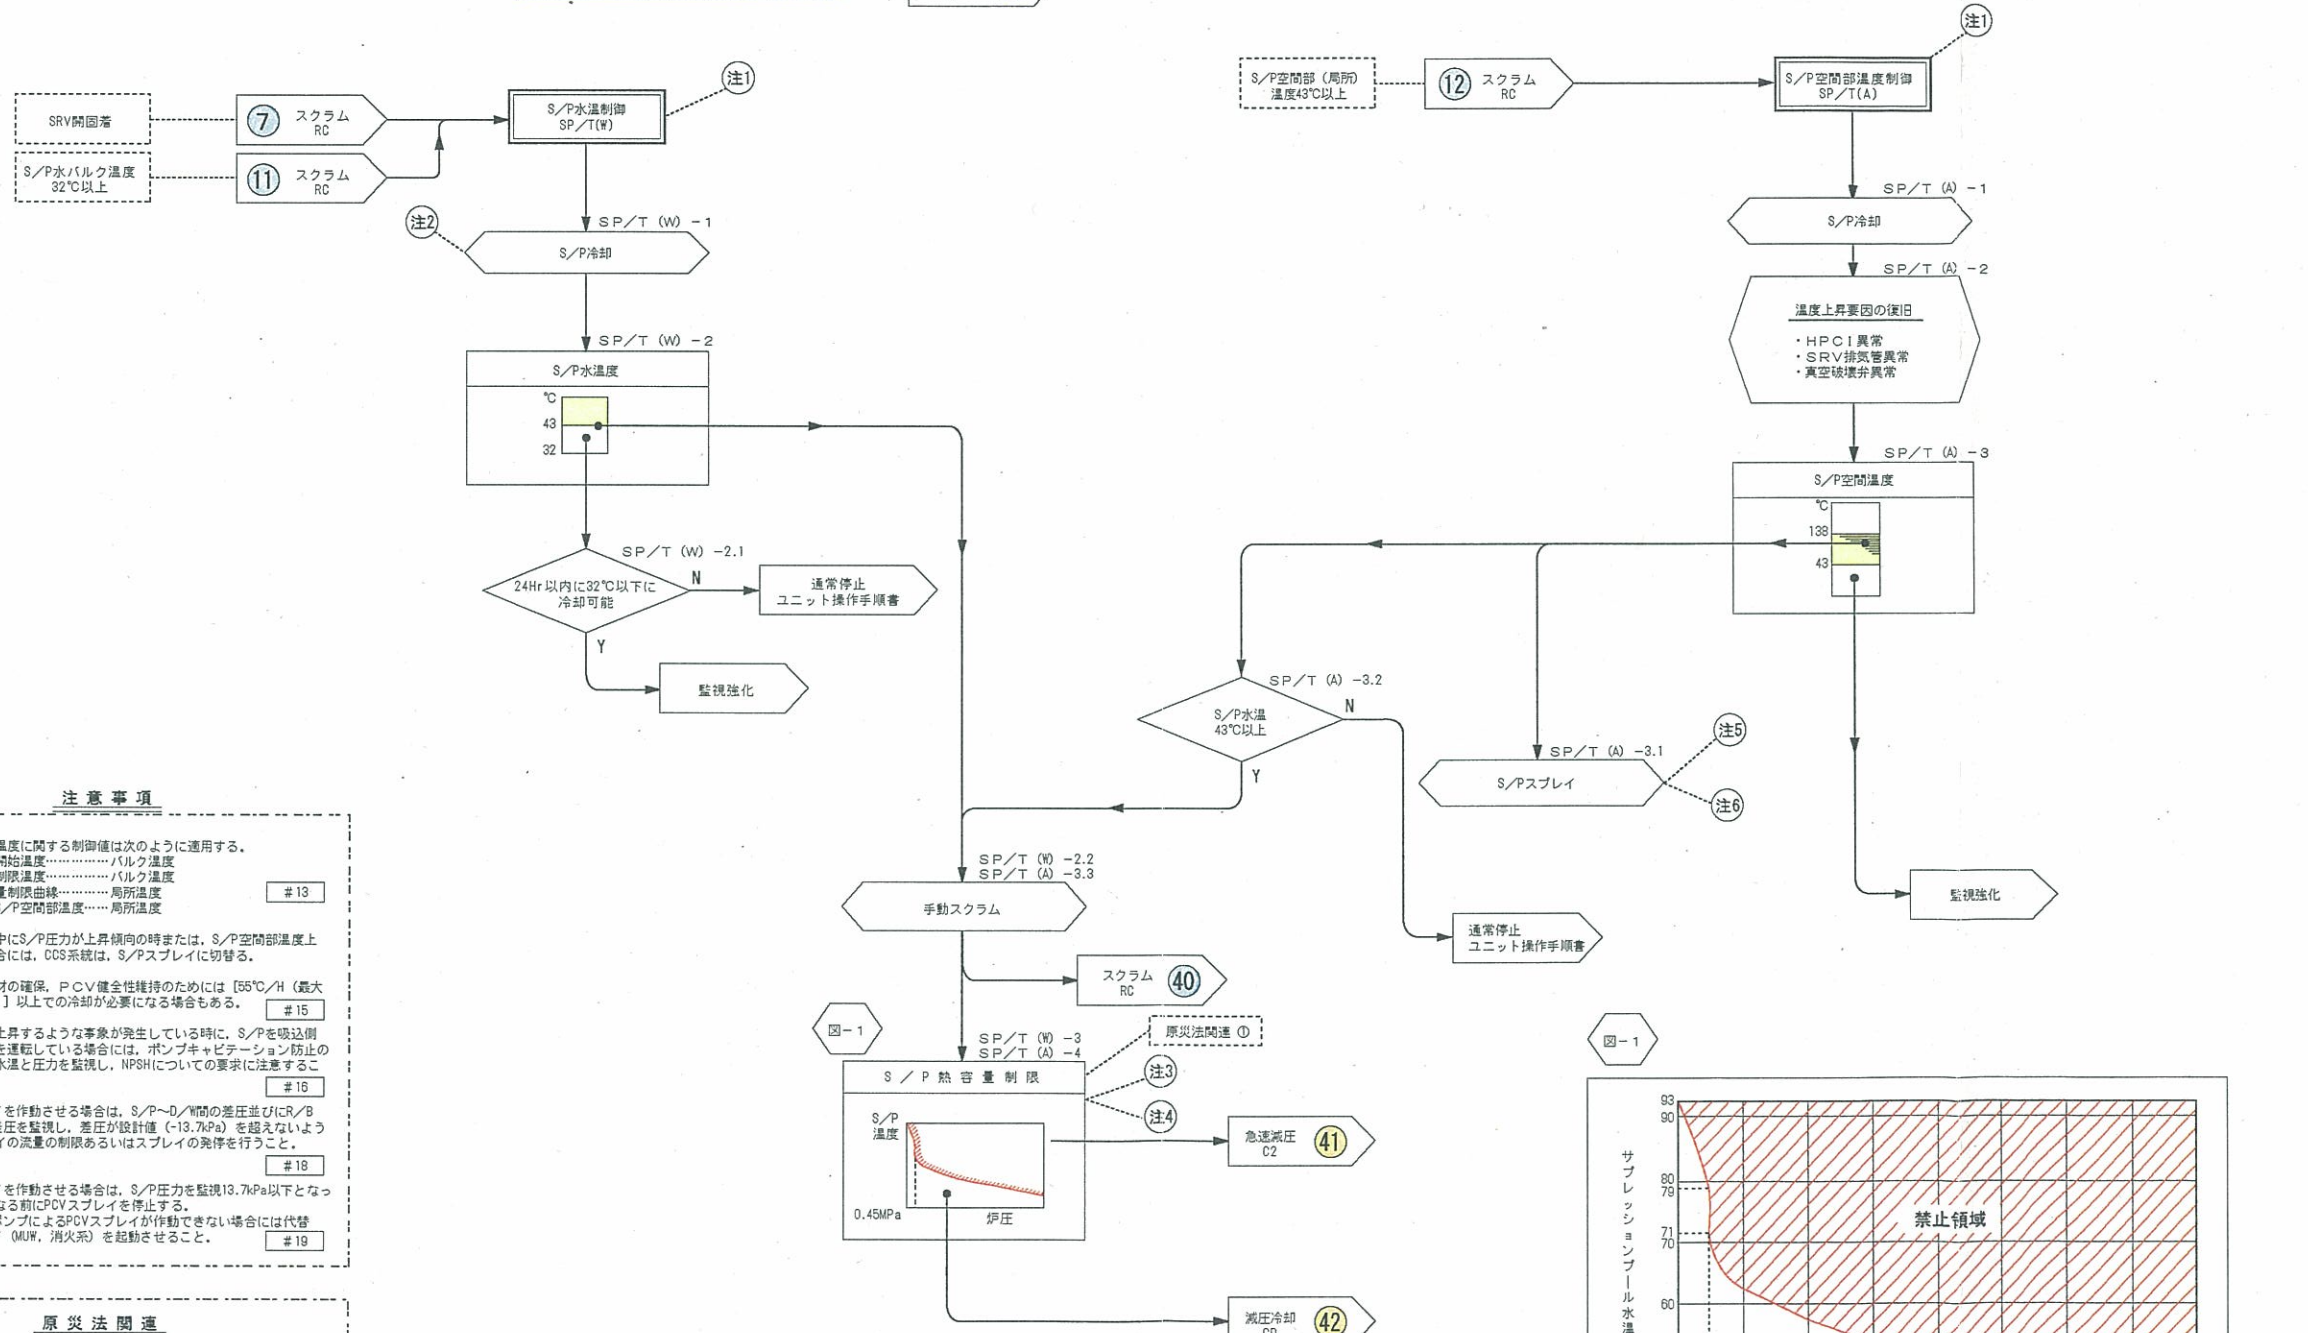 注1
S/P空間部（局所）
温度43℃以上
⑫ スクラム
RC
S/P空間部温度制御
SP/T(A)
注1
SRV開固着
⑦ スクラム
RC
S/P水温制御
SP/T(W)
S/P水バルク温度
32℃以上
⑪ スクラム
RC
注2
SP/T (W) -1
S/P冷却
SP/T (A) -1
S/P冷却
SP/T (A) -2
温度上昇要因の復旧
・HPCI異常
・SRV排気管異常
・真空破壊弁異常
SP/T (W) -2
S/P水温度
℃
43
32
SP/T (A) -3
S/P空間温度
℃
138
43
SP/T (W) -2.1
24Hr以内に32℃以下に
冷却可能
N
Y
通常停止
ユニット操作手順書
監視強化
SP/T (A) -3.2
S/P水温
43℃以上
N
Y
SP/T (A) -3.1
S/Pスプレイ
注5
注6
監視強化
SP/T (W) -2.2
SP/T (A) -3.3
手動スクラム
通常停止
ユニット操作手順書
スクラム
RC
㊵
図-1
原災法関連 ①
SP/T (W) -3
SP/T (A) -4
S/P熱容量制限
注3
注4
S/P
温度
0.45MPa
炉圧
急速減圧
C2
㊶
減圧冷却
㊷
注意事項
温度に関する制御値は次のように適用する。
開始温度……………バルク温度
制限温度……………バルク温度
量制限曲線…………局所温度
#13
S/P空間部温度……局所温度
中にS/P圧力が上昇傾向の時または，S/P空間部温度上
合には，CCS系統は，S/Pスプレイに切替る。
材の確保，PCV健全性維持のためには［55℃/H（最大
］以上での冷却が必要になる場合もある。
#15
上昇するような事象が発生している時に，S/Pを吸込側
を運転している場合には，ポンプキャビテーション防止の
水温と圧力を監視し，NPSHについての要求に注意するこ
#16
を作動させる場合は，S/P～D/W間の差圧並びにR/B
差圧を監視し，差圧が設計値（-13.7kPa）を超えないよう
イの流量の制限あるいはスプレイの発停を行うこと。
#18
を作動させる場合は，S/P圧力を監視13.7kPa以下となっ
なる前にPCVスプレイを停止する。
ポンプによるPCVスプレイが作動できない場合には代替
（MUW，消火系）を起動させること。
#19
原災法関連
図-1
93
90
80
79
71
70
60
サプレッションプール水温
禁止領域